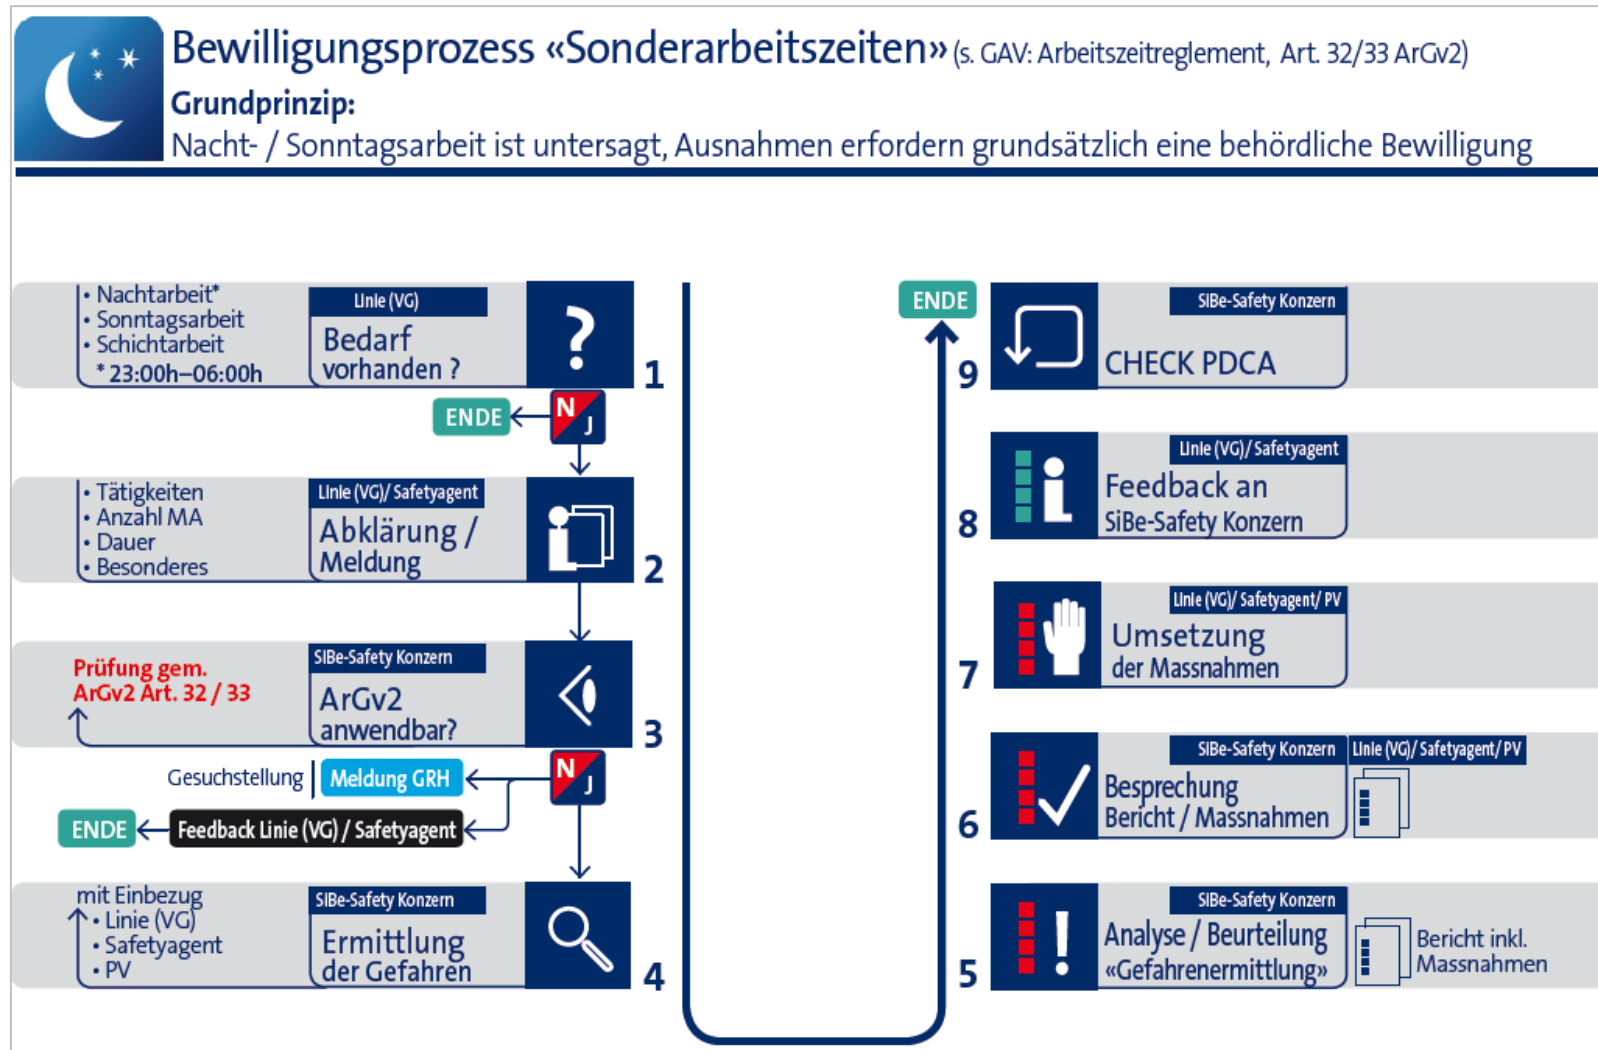 Bewilligungsprozess «Sonderarbeitszeiten» (s. GAV: Arbeitszeitreglement, Art. 32/33 ArGv2)
Grundprinzip:
Nacht- / Sonntagsarbeit ist untersagt, Ausnahmen erfordern grundsätzlich eine behördliche Bewilligung
• Nachtarbeit*
• Sonntagsarbeit
• Schichtarbeit
* 23:00h–06:00h
Linie (VG)
Bedarf
vorhanden ?
?
1
N
J
ENDE
• Tätigkeiten
• Anzahl MA
• Dauer
• Besonderes
Linie (VG)/ Safetyagent
Abklärung /
Meldung
2
Prüfung gem.
ArGv2 Art. 32 / 33
SiBe-Safety Konzern
ArGv2
anwendbar?
3
N
J
Gesuchstellung
Meldung GRH
ENDE
Feedback Linie (VG) / Safetyagent
mit Einbezug
• Linie (VG)
• Safetyagent
• PV
SiBe-Safety Konzern
Ermittlung
der Gefahren
4
ENDE
SiBe-Safety Konzern
CHECK PDCA
9
Linie (VG)/ Safetyagent
Feedback an
SiBe-Safety Konzern
8
Linie (VG)/ Safetyagent/ PV
Umsetzung
der Massnahmen
7
SiBe-Safety Konzern
Linie (VG)/ Safetyagent/ PV
Besprechung
Bericht / Massnahmen
6
SiBe-Safety Konzern
Analyse / Beurteilung
«Gefahrenermittlung»
!
5
Bericht inkl.
Massnahmen